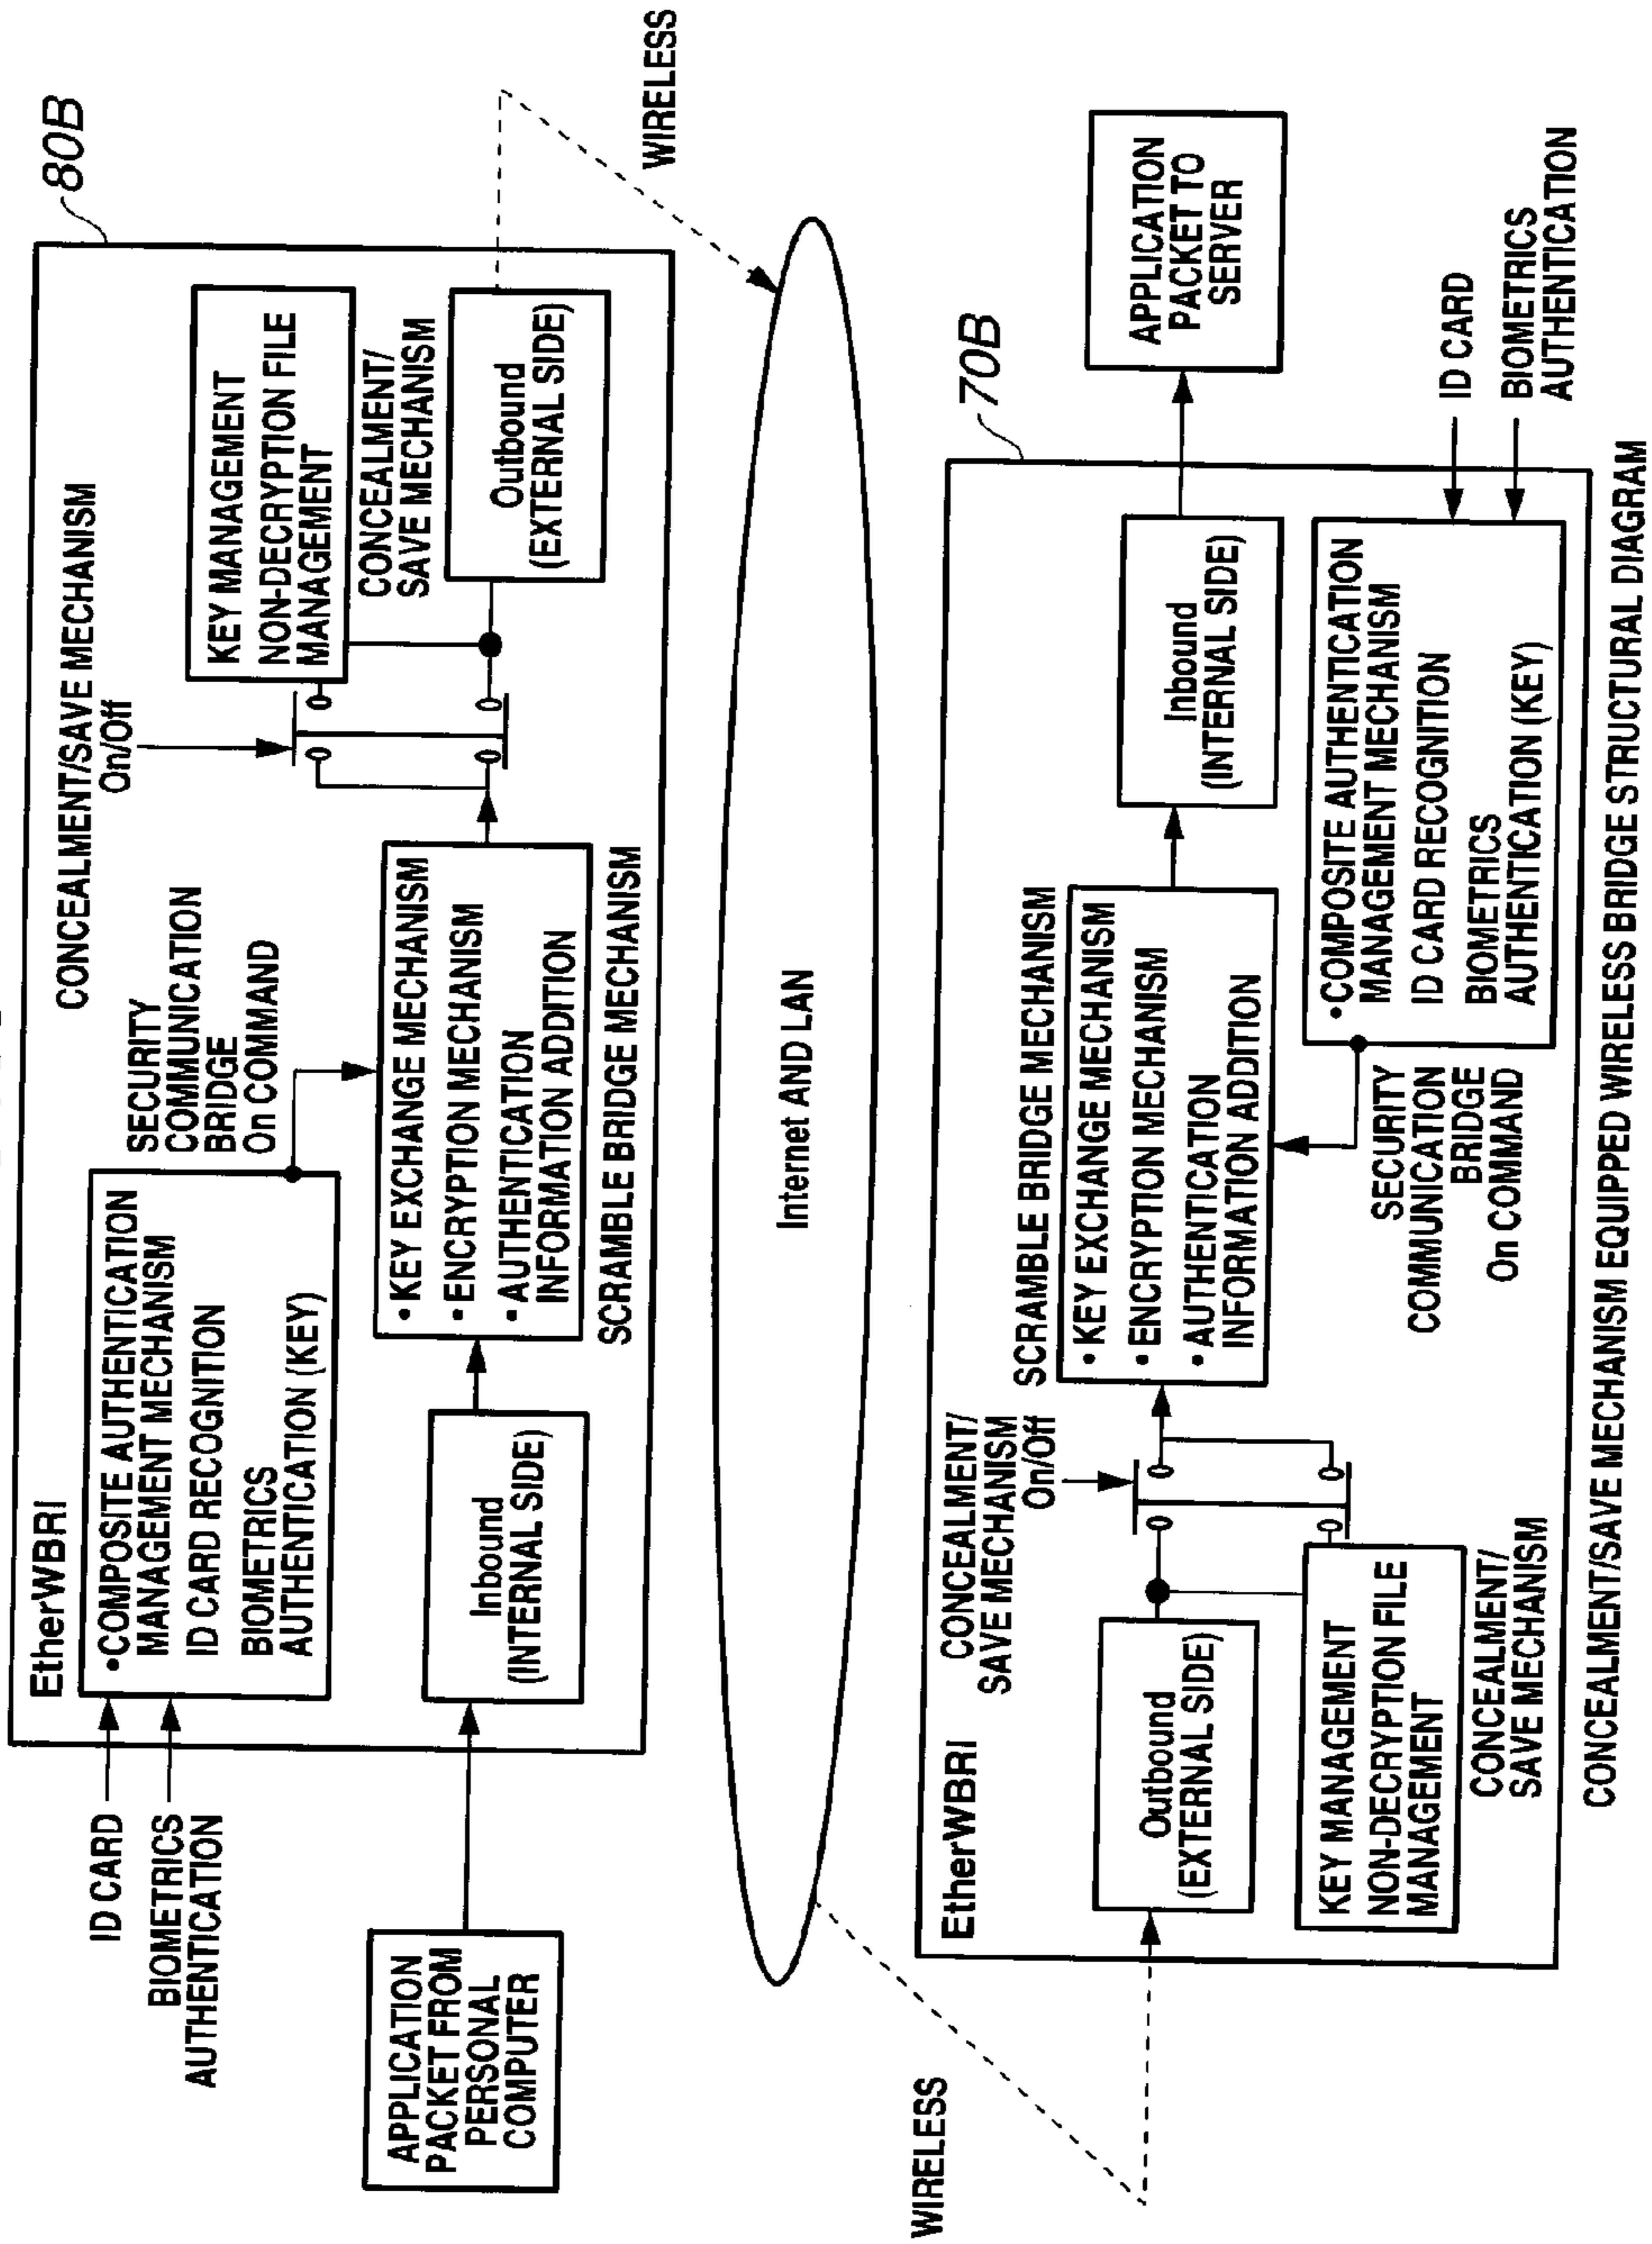 80B
EtherWBRI
ID CARD
BIOMETRICS
AUTHENTICATION
•COMPOSITE AUTHENTICATION
MANAGEMENT MECHANISM
ID CARD RECOGNITION
BIOMETRICS
AUTHENTICATION (KEY)
SECURITY
COMMUNICATION
BRIDGE
On COMMAND
CONCEALMENT/SAVE MECHANISM
On/Off
KEY MANAGEMENT
NON-DECRYPTION FILE
MANAGEMENT
CONCEALMENT/
SAVE MECHANISM
APPLICATION
PACKET FROM
PERSONAL
COMPUTER
Inbound
(INTERNAL SIDE)
• KEY EXCHANGE MECHANISM
• ENCRYPTION MECHANISM
• AUTHENTICATION
INFORMATION ADDITION
SCRAMBLE BRIDGE MECHANISM
Outbound
(EXTERNAL SIDE)
WIRELESS
Internet AND LAN
WIRELESS
70B
EtherWBRI
Outbound
(EXTERNAL SIDE)
CONCEALMENT/
SAVE MECHANISM
On/Off
KEY MANAGEMENT
NON-DECRYPTION FILE
MANAGEMENT
CONCEALMENT/
SAVE MECHANISM
SCRAMBLE BRIDGE MECHANISM
• KEY EXCHANGE MECHANISM
• ENCRYPTION MECHANISM
• AUTHENTICATION
INFORMATION ADDITION
SECURITY
COMMUNICATION
BRIDGE
On COMMAND
Inbound
(INTERNAL SIDE)
APPLICATION
PACKET TO
SERVER
•COMPOSITE AUTHENTICATION
MANAGEMENT MECHANISM
ID CARD RECOGNITION
BIOMETRICS
AUTHENTICATION (KEY)
ID CARD
BIOMETRICS
AUTHENTICATION
CONCEALMENT/SAVE MECHANISM EQUIPPED WIRELESS BRIDGE STRUCTURAL DIAGRAM